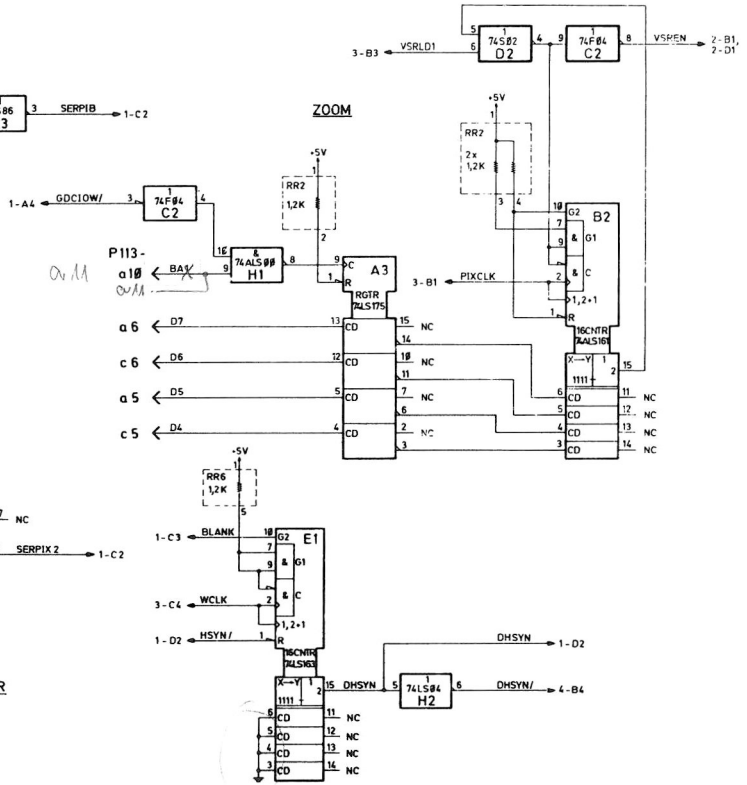 5 1 4 9 1 8 VSREN 2-B1,
3-B3 VSRLD1 6 74S02 74F04 2-D1
D2 C2
S86 3 SERPIB 1-C2
3
ZOOM
+5V
1
RR2
2x
1,2K
3 4
+5V
1
RR2
1,2K
2
1-A4 GDCIOW/ 3 1 4
74F04
C2
10 G2 B2
7
& G1
9
& C
3-B1 PIXCLK 2
1,2+1
1 R
16CNTR
74ALS161
X→Y 1
2 15
1111
6 CD 11 NC
5 CD 12 NC
4 CD 13 NC
3 CD 14 NC
P113-
a11 a10 BA1 9
a11
10 &
74ALS00 8
H1
9 C A3
1 R
RGTR
74LS175
a6 D7 13 CD 15 NC
14
c6 D6 12 CD 10 NC
11
a5 D5 5 CD 7 NC
6
c5 D4 4 CD 2 NC
3
7 NC
SERPIX 2 1-C2
+5V
1
RR6
1,2K
5
1-C3 BLANK 10 G2 E1
7
& G1
9
& C
3-C4 WCLK 2
1,2+1
1-D2 HSYN/ 1 R
16CNTR
74LS163
R
X→Y 1
2 15 DHSYN
1111
DHSYN 1-D2
5 1 6 DHSYN/ 4-B4
74LS04
H2
6 CD 11 NC
5 CD 12 NC
4 CD 13 NC
3 CD 14 NC